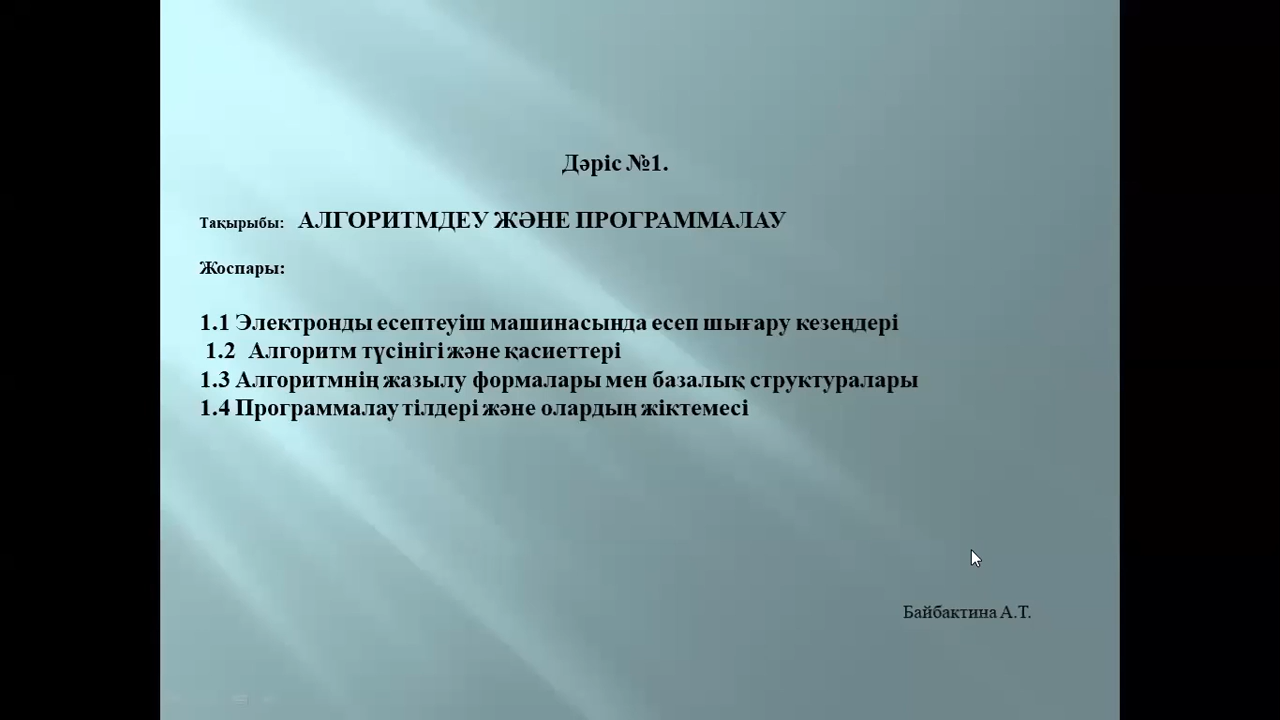 Дәріс №1.
Тақырыбы: АЛГОРИТМДЕУ ЖӘНЕ ПРОГРАММАЛАУ
Жоспары:
1.1 Электронды есептеуіш машинасында есеп шығару кезеңдері
1.2 Алгоритм түсінігі және қасиеттері
1.3 Алгоритмнің жазылу формалары мен базалық структуралары
1.4 Программалау тілдері және олардың жіктемесі
Байбактина А.Т.